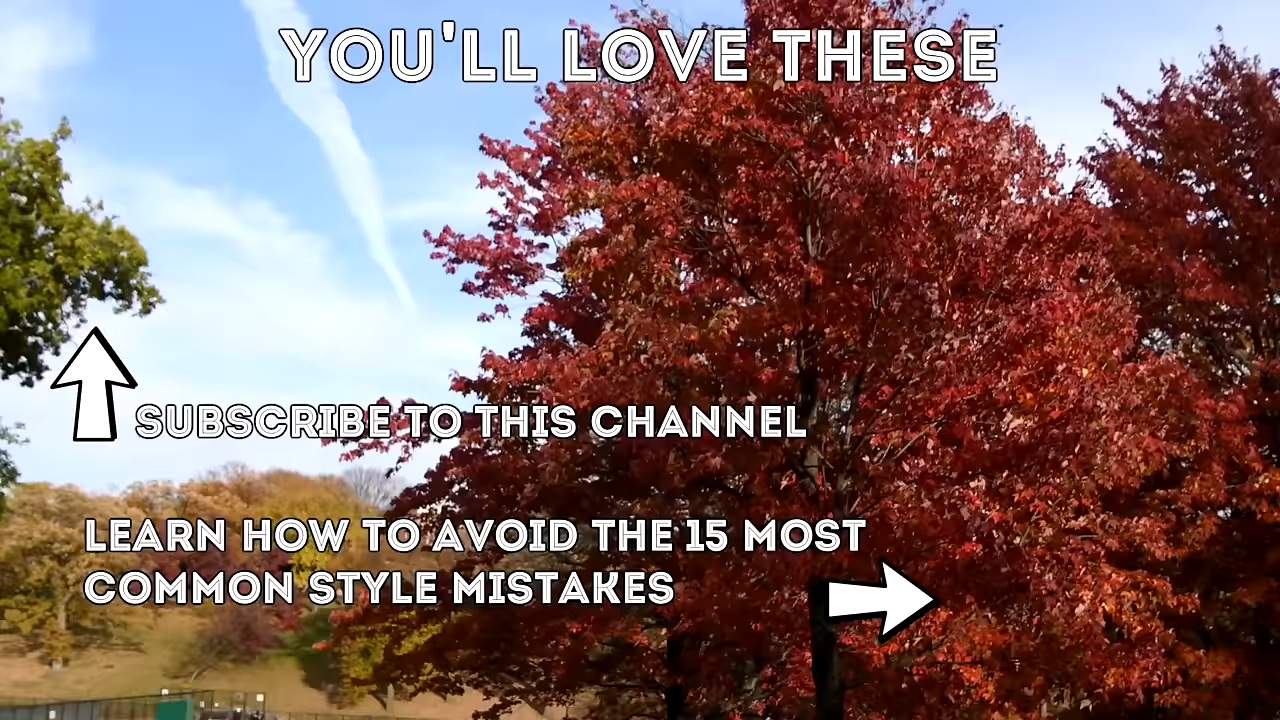 YOU'LL LOVE THESE
SUBSCRIBE TO THIS CHANNEL
LEARN HOW TO AVOID THE 15 MOST
COMMON STYLE MISTAKES